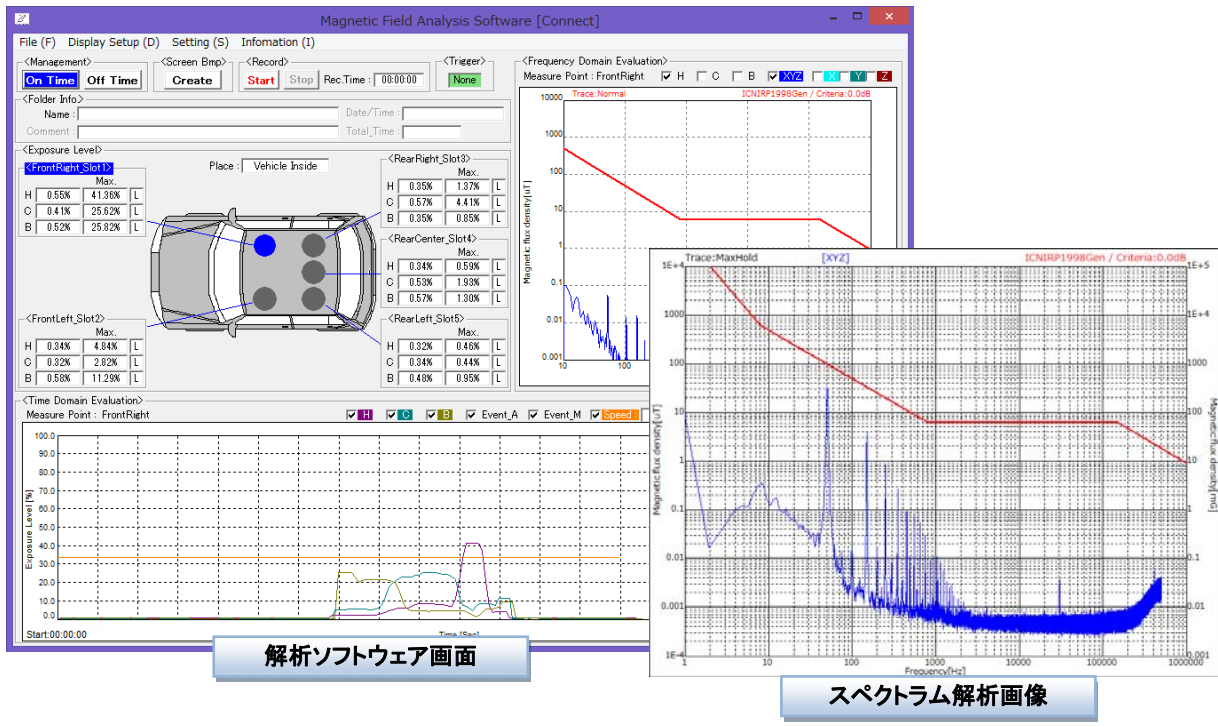 Magnetic Field Analysis Software [Connect]
File (F) Display Setup (D) Setting (S) Infomation (I)
<Management> <Screen Bmp> <Record> <Trigger>
On Time Off Time Create Start Stop Rec.Time : 00:00:00 None
<Folder Info>
Name : Date/Time :
Comment : Total_Time :
<Exposure Level>
Place : Vehicle Inside
<FrontRight_Slot1>
Max.
H 0.55% 41.36% L
C 0.41% 25.62% L
B 0.52% 25.82% L
<RearRight_Slot3>
Max.
H 0.35% 1.37% L
C 0.57% 4.41% L
B 0.35% 0.85% L
<RearCenter_Slot4>
Max.
H 0.34% 0.59% L
C 0.53% 1.93% L
B 0.57% 1.30% L
<FrontLeft_Slot2>
Max.
H 0.34% 4.84% L
C 0.32% 2.82% L
B 0.58% 11.29% L
<RearLeft_Slot5>
Max.
H 0.32% 0.46% L
C 0.34% 0.44% L
B 0.48% 0.95% L
<Frequency Domain Evaluation>
Measure Point : FrontRight H C B XYZ X Y Z
Trace:Normal ICNIRP1998Gen / Criteria:0.0dB
Magnetic flux density[uT]
10000
1000
100
10
1
0.1
0.01
0.001
10 100
<Time Domain Evaluation>
Measure Point : FrontRight H C B Event_A Event_M Speed
Exposure Level [%]
100.0
90.0
80.0
70.0
60.0
50.0
40.0
30.0
20.0
10.0
0.0
Start:00:00:00
Time [Sec]
解析ソフトウェア画面
Trace:MaxHold [XYZ] ICNIRP1998Gen / Criteria:0.0dB
Magnetic flux density[uT]
1E+4
1000
100
10
1
0.1
0.01
0.001
1E-4
1E+5
1E+4
1000
100
10
1
0.1
0.01
0.001
Magnetic flux density[mG]
1 10 100 1000 10000 100000 1000000
Frequency[Hz]
スペクトラム解析画像